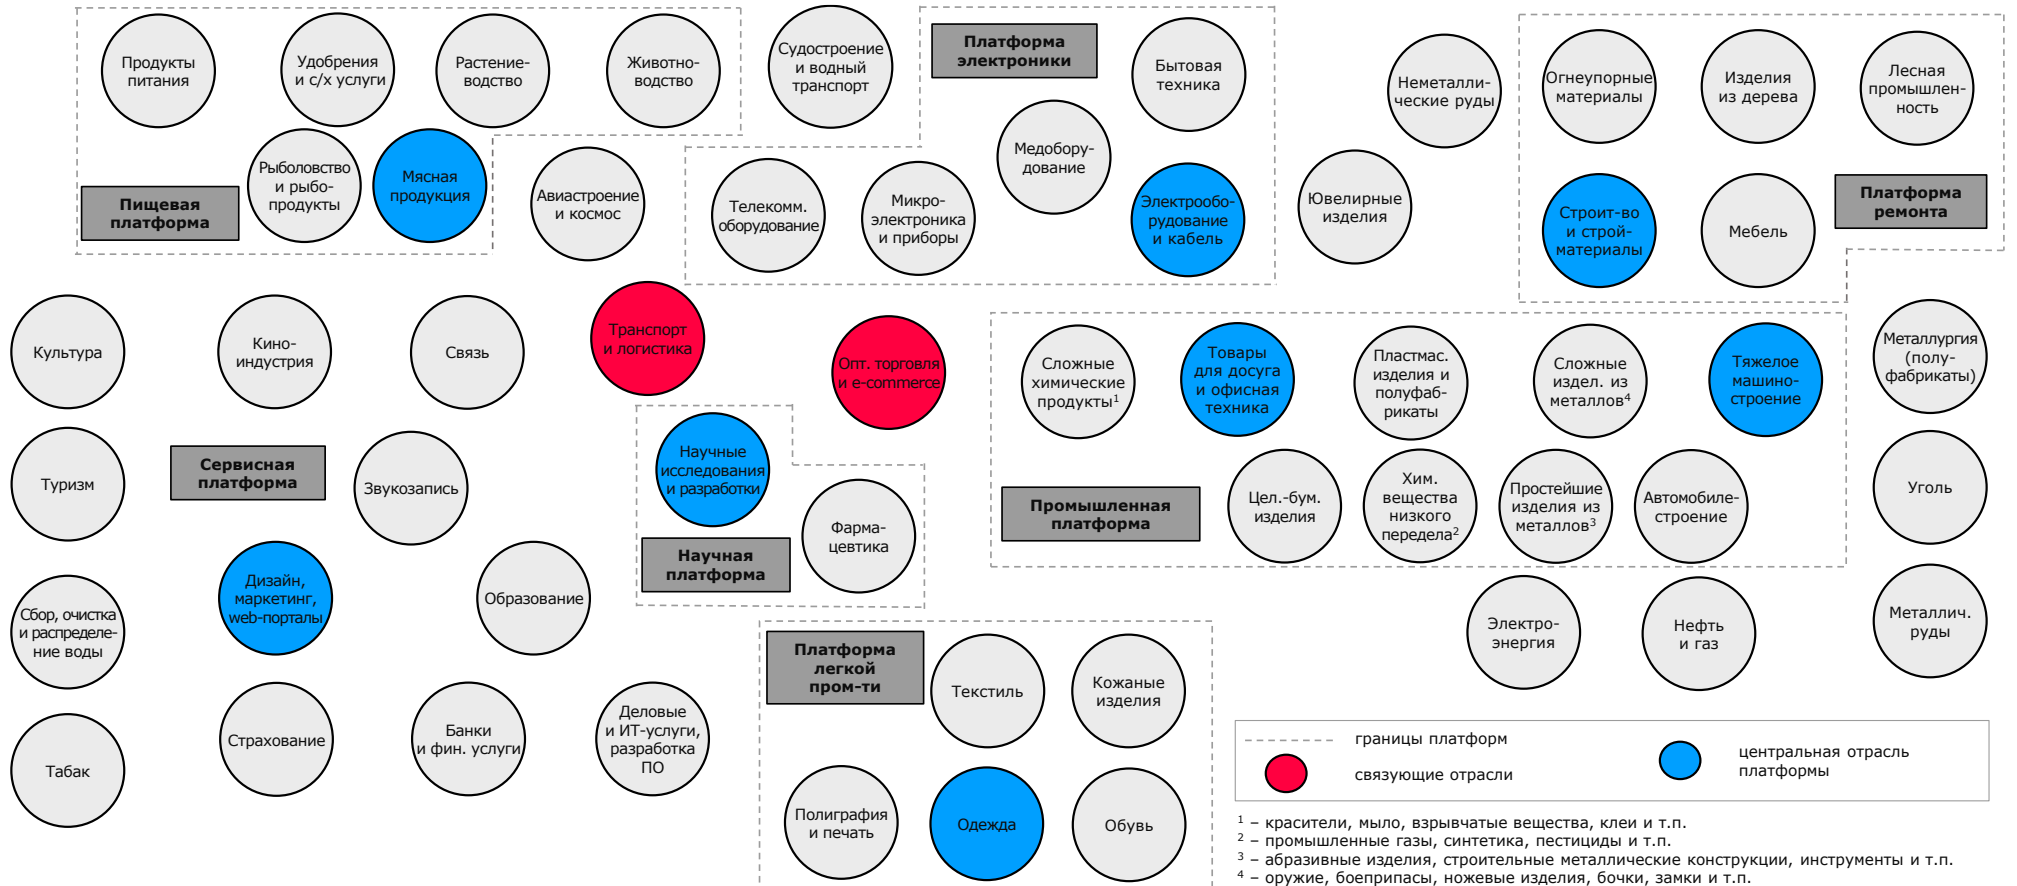 Продукты
питания
Удобрения
и с/х услуги
Растение-
водство
Животно-
водство
Рыболовство
и рыбо-
продукты
Мясная
продукция
Пищевая
платформа
Судостроение
и водный
транспорт
Авиастроение
и космос
Платформа
электроники
Бытовая
техника
Медобору-
дование
Телекомм.
оборудование
Микро-
электроника
и приборы
Электрообо-
рудование
и кабель
Неметалли-
ческие руды
Ювелирные
изделия
Огнеупорные
материалы
Изделия
из дерева
Лесная
промышлен-
ность
Строит-во
и строй-
материалы
Мебель
Платформа
ремонта
Культура
Кино-
индустрия
Связь
Транспорт
и логистика
Опт. торговля
и e-commerce
Туризм
Сервисная
платформа
Звукозапись
Научные
исследования
и разработки
Научная
платформа
Фарма-
цевтика
Сложные
химические
продукты¹
Товары
для досуга
и офисная
техника
Пластмас.
изделия и
полуфаб-
рикаты
Сложные
издел. из
металлов⁴
Тяжелое
машино-
строение
Промышленная
платформа
Цел.-бум.
изделия
Хим.
вещества
низкого
передела²
Простейшие
изделия из
металлов³
Автомобиле-
строение
Металлургия
(полу-
фабрикаты)
Уголь
Металлич.
руды
Электро-
энергия
Нефть
и газ
Сбор, очистка
и распределе-
ние воды
Дизайн,
маркетинг,
web-порталы
Образование
Табак
Страхование
Банки
и фин. услуги
Деловые
и ИТ-услуги,
разработка
ПО
Платформа
легкой
пром-ти
Текстиль
Кожаные
изделия
Полиграфия
и печать
Одежда
Обувь
границы платформ
связующие отрасли
центральная отрасль
платформы
¹ – красители, мыло, взрывчатые вещества, клеи и т.п.
² – промышленные газы, синтетика, пестициды и т.п.
³ – абразивные изделия, строительные металлические конструкции, инструменты и т.п.
⁴ – оружие, боеприпасы, ножевые изделия, бочки, замки и т.п.